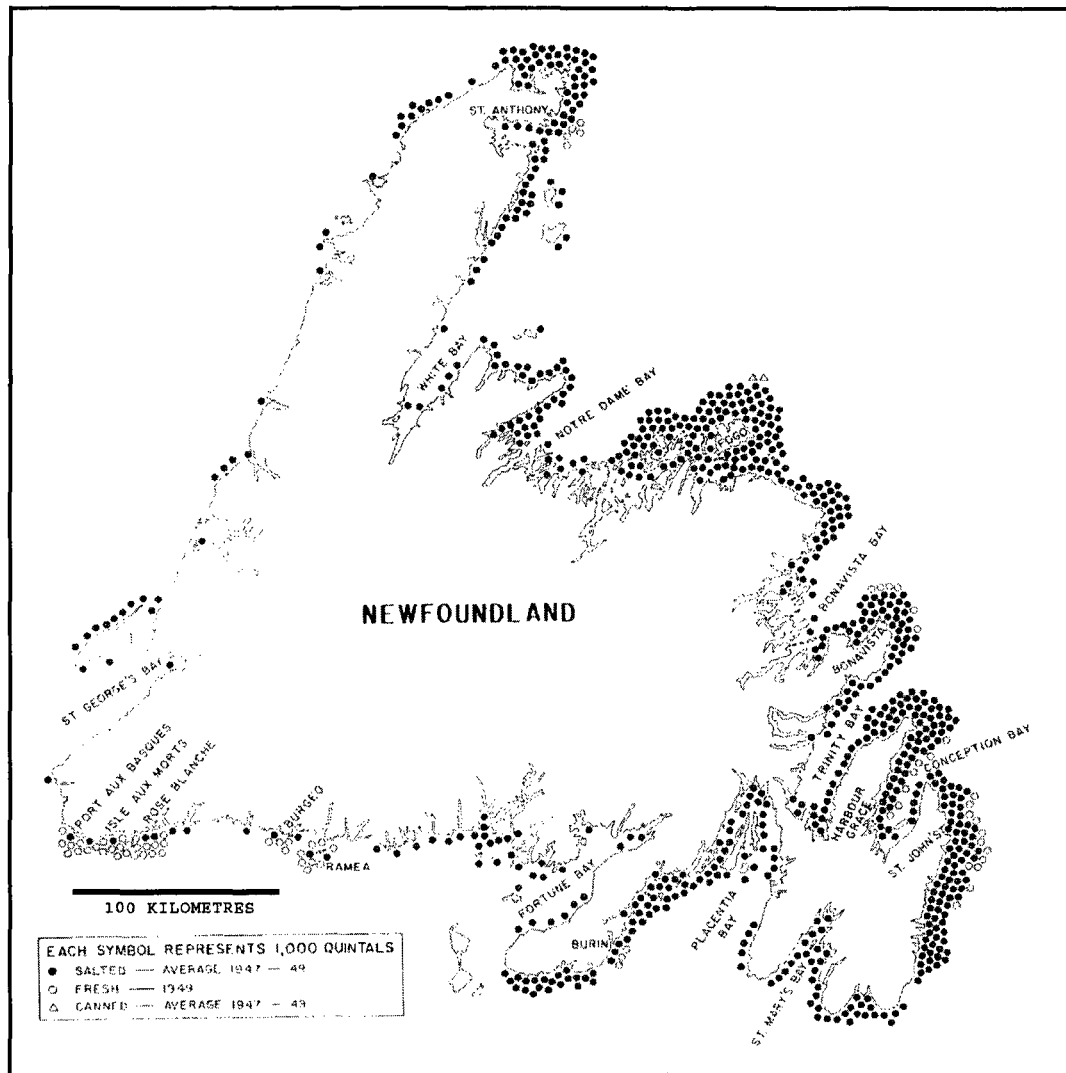 ST. ANTHONY
WHITE BAY
NOTRE DAME BAY
FOGO
BONAVISTA BAY
NEWFOUNDLAND
BONAVISTA
ST GEORGE'S BAY
TRINITY BAY
CONCEPTION BAY
PORT AUX BASQUES
ISLE AUX MORTS
ROSE BLANCHE
HARBOUR
GRACE
BURGEO
ST. JOHN'S
RAMEA
FORTUNE BAY
100 KILOMETRES
PLACENTIA
BAY
BURIN
ST. MARY'S BAY
EACH SYMBOL REPRESENTS 1,000 QUINTALS
SALTED — AVERAGE 1947 – 49
FRESH — 1949
CANNED — AVERAGE 1947 – 49